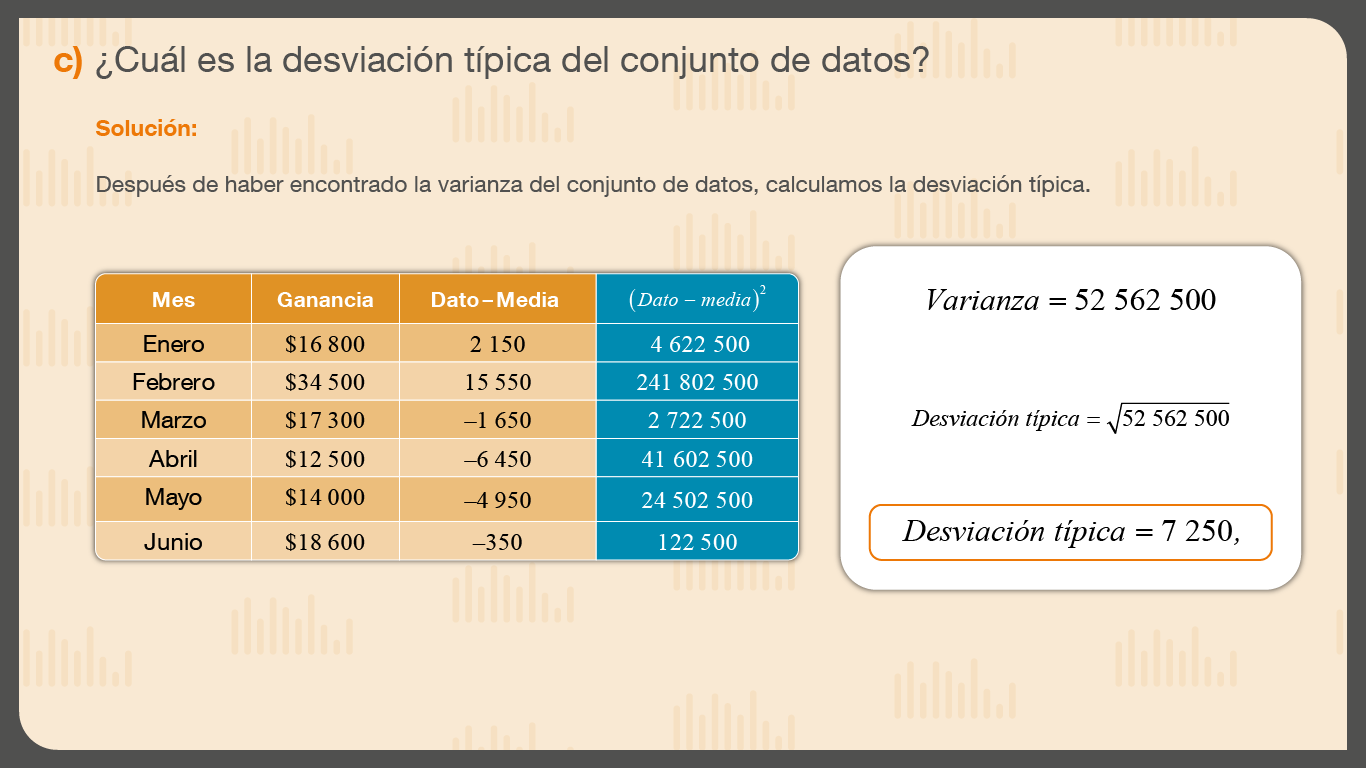 c) ¿Cuál es la desviación típica del conjunto de datos?
Solución:
Después de haber encontrado la varianza del conjunto de datos, calculamos la desviación típica.
Mes Ganancia Dato – Media (Dato − media)²
Enero $16 800 2 150 4 622 500
Febrero $34 500 15 550 241 802 500
Marzo $17 300 –1 650 2 722 500
Abril $12 500 –6 450 41 602 500
Mayo $14 000 –4 950 24 502 500
Junio $18 600 –350 122 500
Varianza = 52 562 500
Desviación típica = √52 562 500
Desviación típica = 7 250,